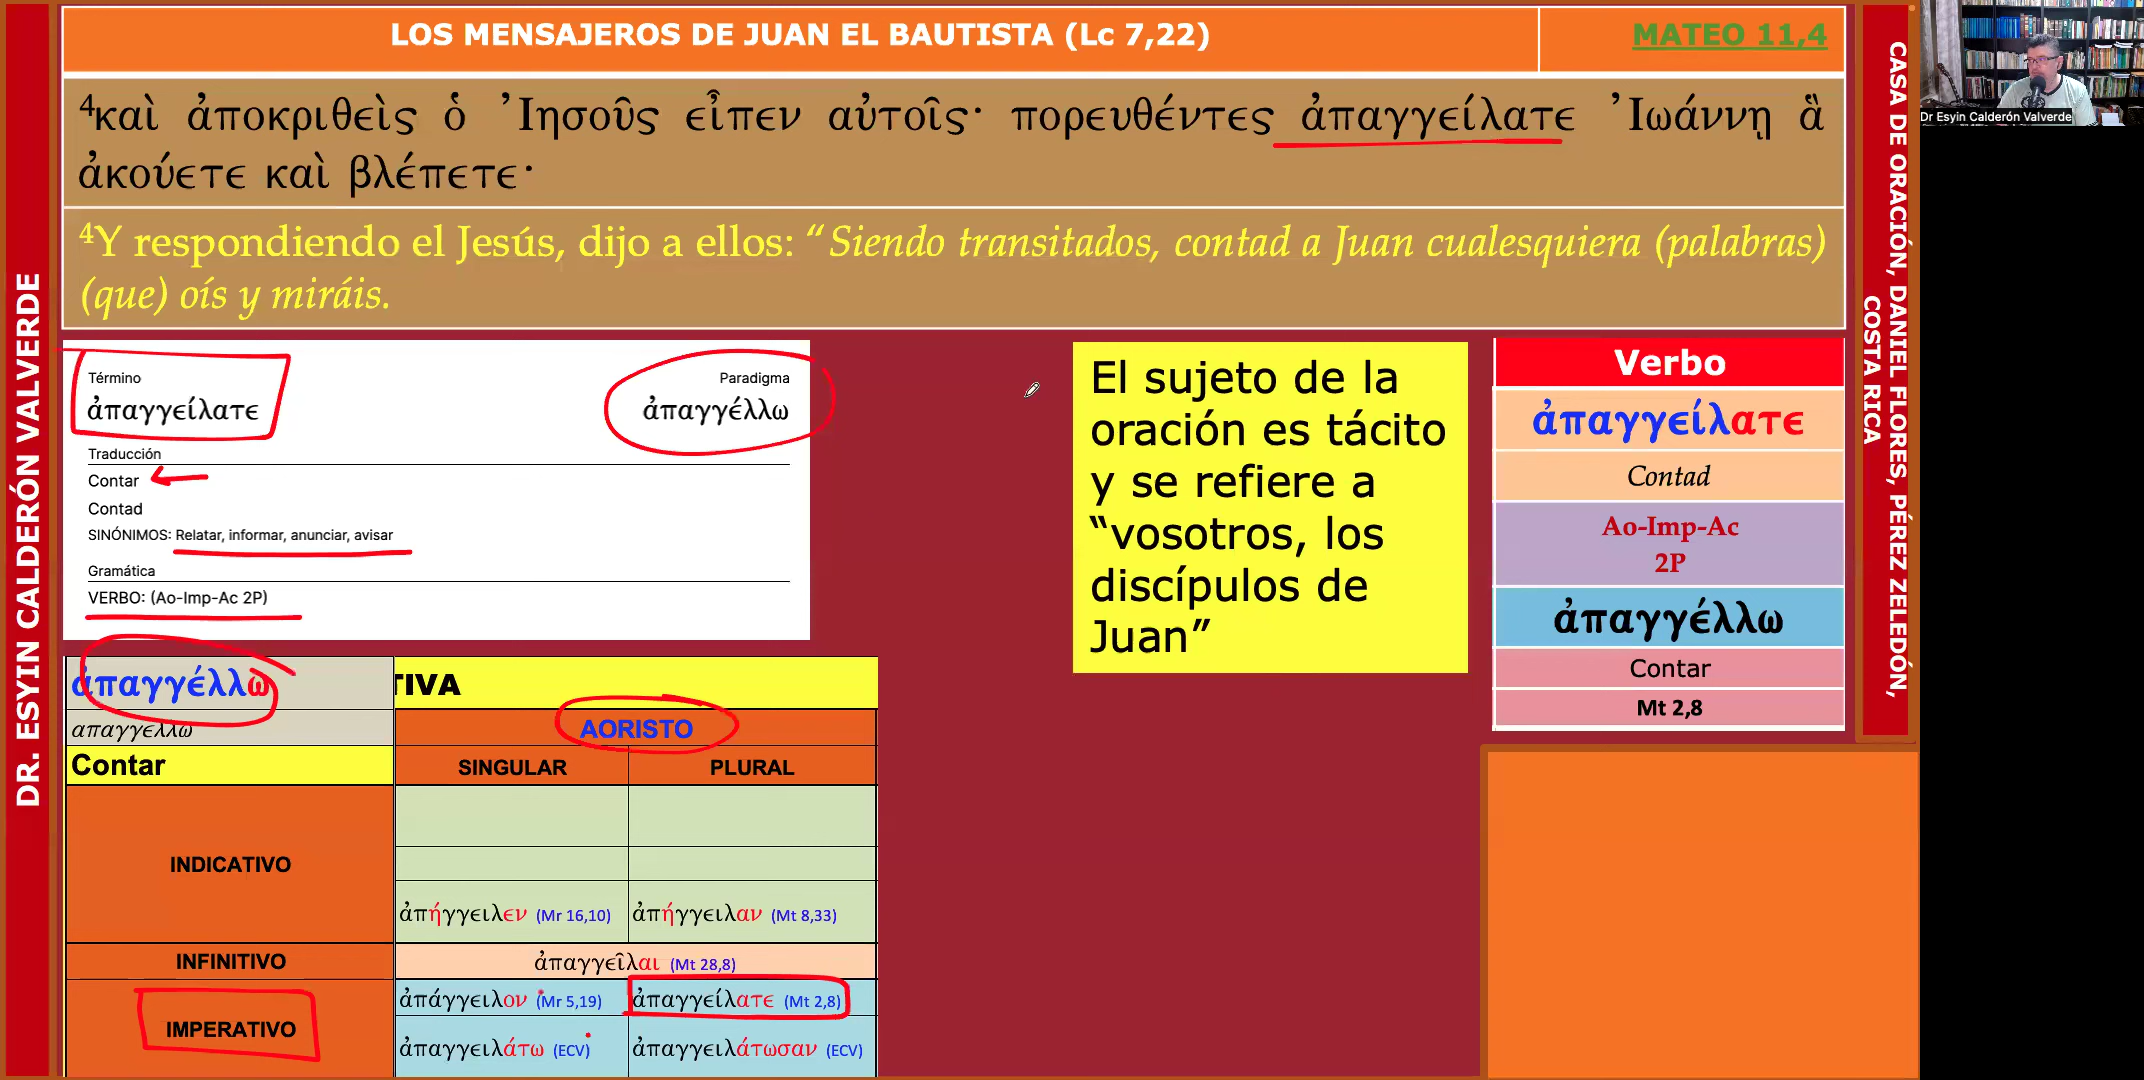 LOS MENSAJEROS DE JUAN EL BAUTISTA (Lc 7,22)
MATEO 11,4
⁴καὶ ἀποκριθεὶς ὁ Ἰησοῦς εἶπεν αὐτοῖς· πορευθέντες ἀπαγγείλατε Ἰωάννῃ ἃ
ἀκούετε καὶ βλέπετε·
⁴Y respondiendo el Jesús, dijo a ellos: “Siendo transitados, contad a Juan cualesquiera (palabras)
(que) oís y miráis.
DR. ESYIN CALDERÓN VALVERDE
Término
ἀπαγγείλατε
Paradigma
ἀπαγγέλλω
Traducción
Contar
Contad
SINÓNIMOS: Relatar, informar, anunciar, avisar
Gramática
VERBO: (Ao-Imp-Ac 2P)
El sujeto de la
oración es tácito
y se refiere a
“vosotros, los
discípulos de
Juan”
Verbo
ἀπαγγείλατε
Contad
Ao-Imp-Ac
2P
ἀπαγγέλλω
Contar
Mt 2,8
ἀπαγγέλλω
TIVA
απαγγελλω
AORISTO
Contar
SINGULAR
PLURAL
INDICATIVO
ἀπήγγειλεν (Mr 16,10)
ἀπήγγειλαν (Mt 8,33)
INFINITIVO
ἀπαγγεῖλαι (Mt 28,8)
IMPERATIVO
ἀπάγγειλον (Mr 5,19)
ἀπαγγείλατε (Mt 2,8)
ἀπαγγειλάτω (ECV)
ἀπαγγειλάτωσαν (ECV)
CASA DE ORACIÓN, DANIEL FLORES, PÉREZ ZELEDÓN,
COSTA RICA
Dr Esyin Calderón Valverde